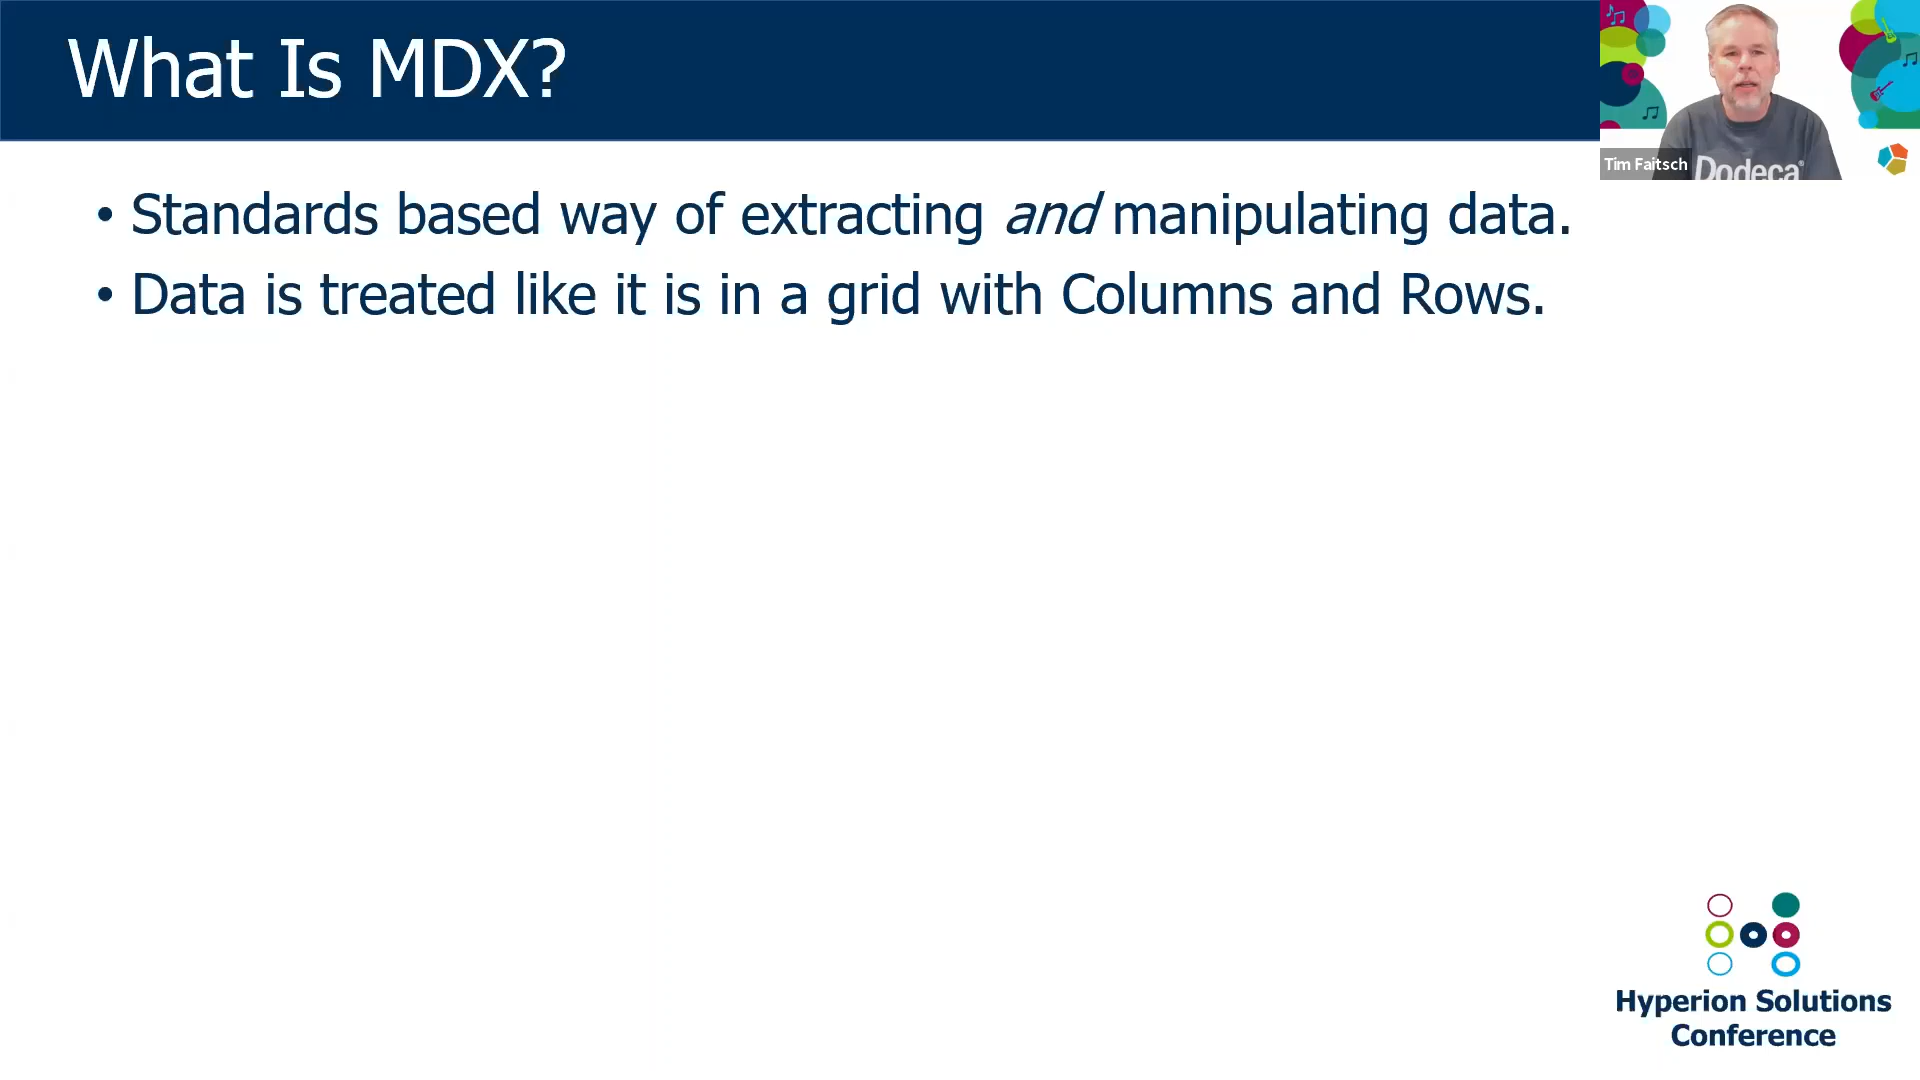 What Is MDX?
• Standards based way of extracting and manipulating data.
• Data is treated like it is in a grid with Columns and Rows.
Tim Faitsch
Dodeca®
Hyperion Solutions
Conference